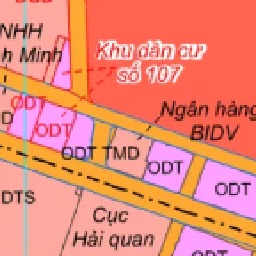 NHH
h Minh
Khu dân cư
số 107
ODT
ODT
Ngân hàng
BIDV
ODT
TMD
ODT
ODT
DTS
Cục
Hải quan
ODT